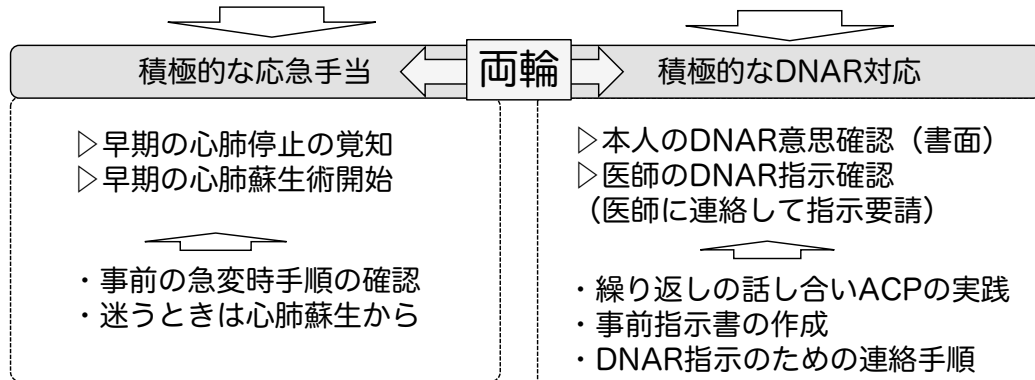 積極的な応急手当
両輪
積極的なDNAR対応
▷早期の心肺停止の覚知
▷早期の心肺蘇生術開始
・事前の急変時手順の確認
・迷うときは心肺蘇生から
▷本人のDNAR意思確認（書面）
▷医師のDNAR指示確認
（医師に連絡して指示要請）
・繰り返しの話し合いACPの実践
・事前指示書の作成
・DNAR指示のための連絡手順